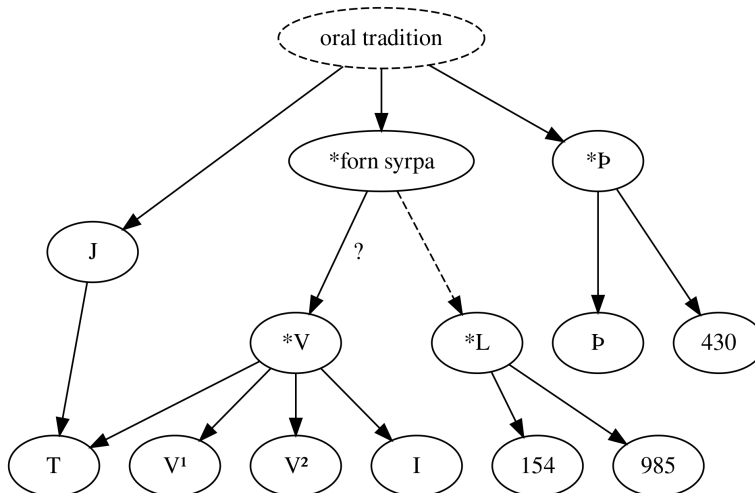 oral tradition
*forn syrpa
*Þ
J
?
*V
*L
Þ
430
T
V¹
V²
I
154
985